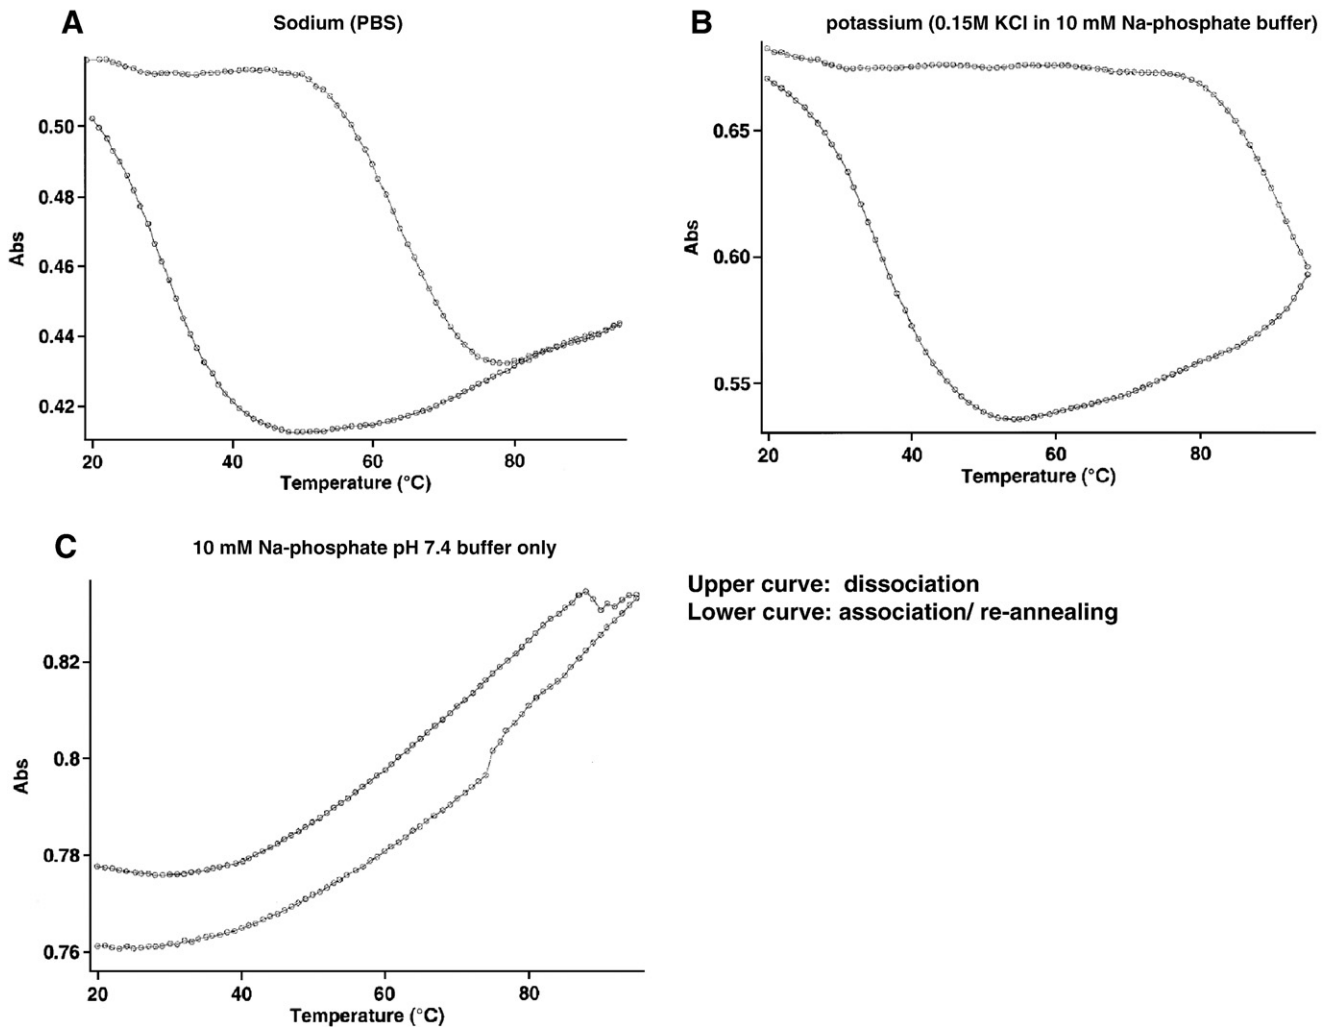 A
Sodium (PBS)
0.50
0.48
0.46
0.44
0.42
Abs
20
40
60
80
Temperature (°C)
B
potassium (0.15M KCl in 10 mM Na-phosphate buffer)
0.65
0.60
0.55
Abs
20
40
60
80
Temperature (°C)
C
10 mM Na-phosphate pH 7.4 buffer only
0.82
0.8
0.78
0.76
Abs
20
40
60
80
Temperature (°C)
Upper curve: dissociation
Lower curve: association/ re-annealing